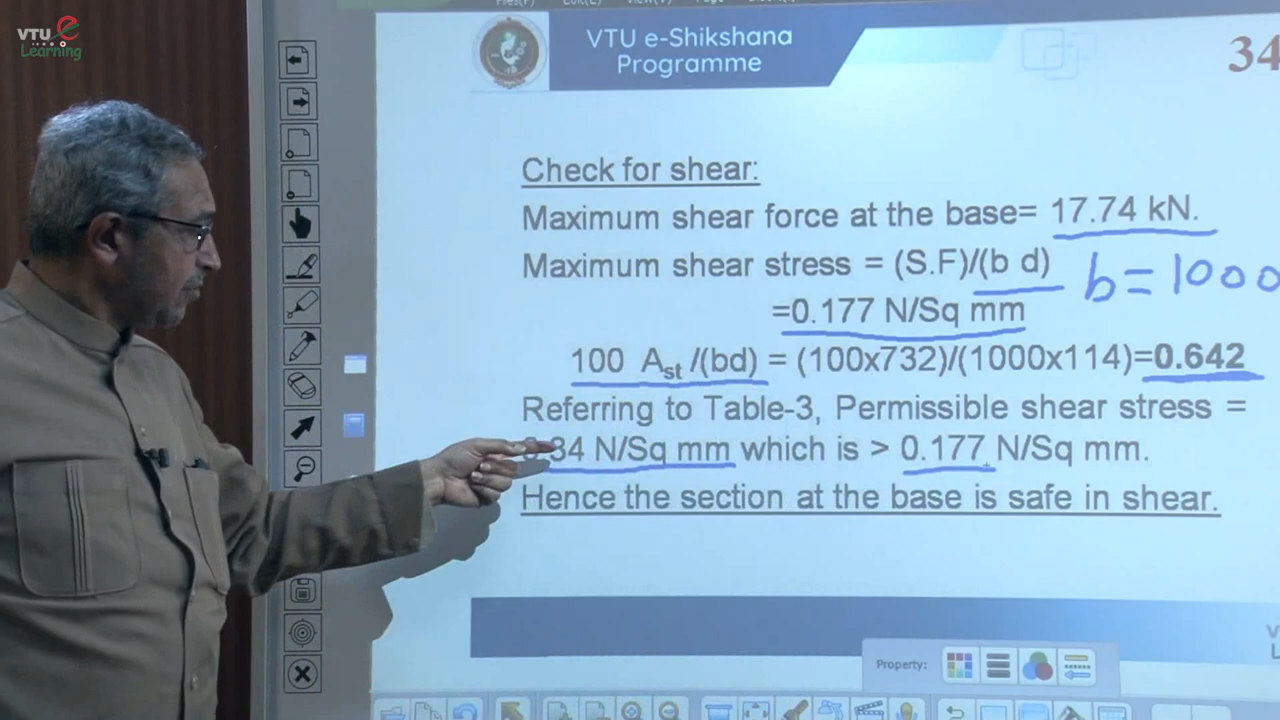 VTU e
Learning
VTU e-Shikshana
Programme
34
Check for shear:
Maximum shear force at the base= 17.74 kN.
Maximum shear stress = (S.F)/(b d) b=1000
=0.177 N/Sq mm
100 Ast /(bd) = (100x732)/(1000x114)=0.642
Referring to Table-3, Permissible shear stress =
0.34 N/Sq mm which is > 0.177 N/Sq mm.
Hence the section at the base is safe in shear.
Property: